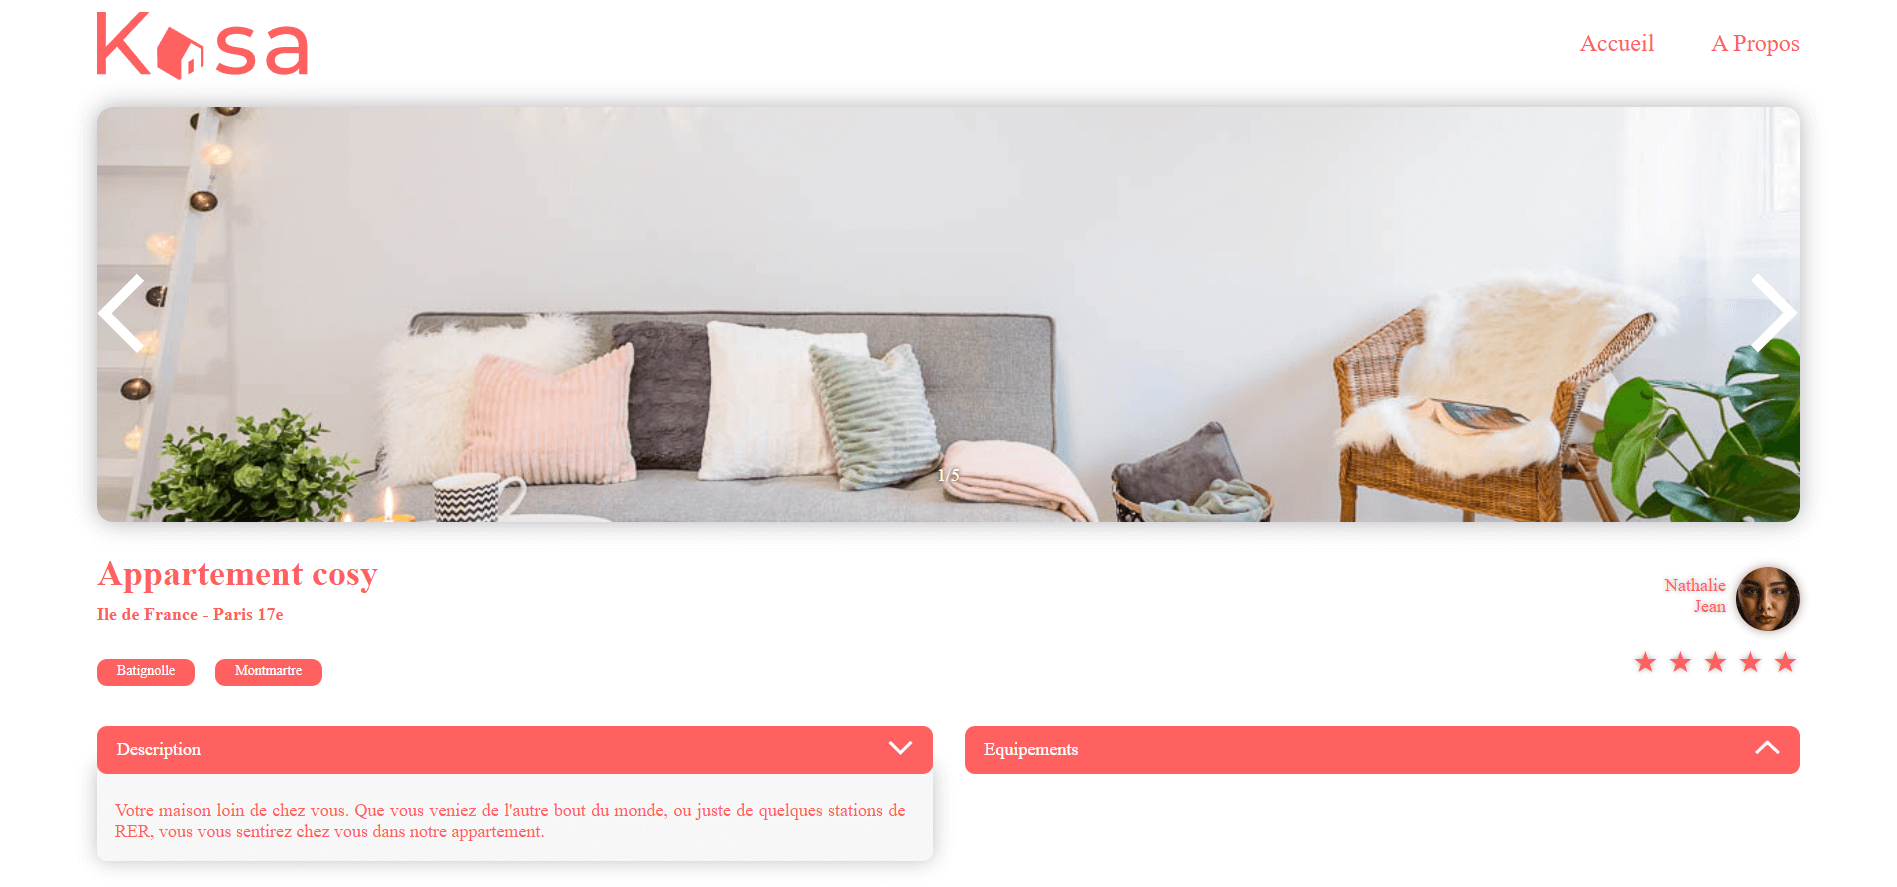 Kasa
Accueil
A Propos
1/5
Appartement cosy
Ile de France - Paris 17e
Nathalie
Jean
Batignolle
Montmartre
Description
Equipements
Votre maison loin de chez vous. Que vous veniez de l'autre bout du monde, ou juste de quelques stations de
RER, vous vous sentirez chez vous dans notre appartement.